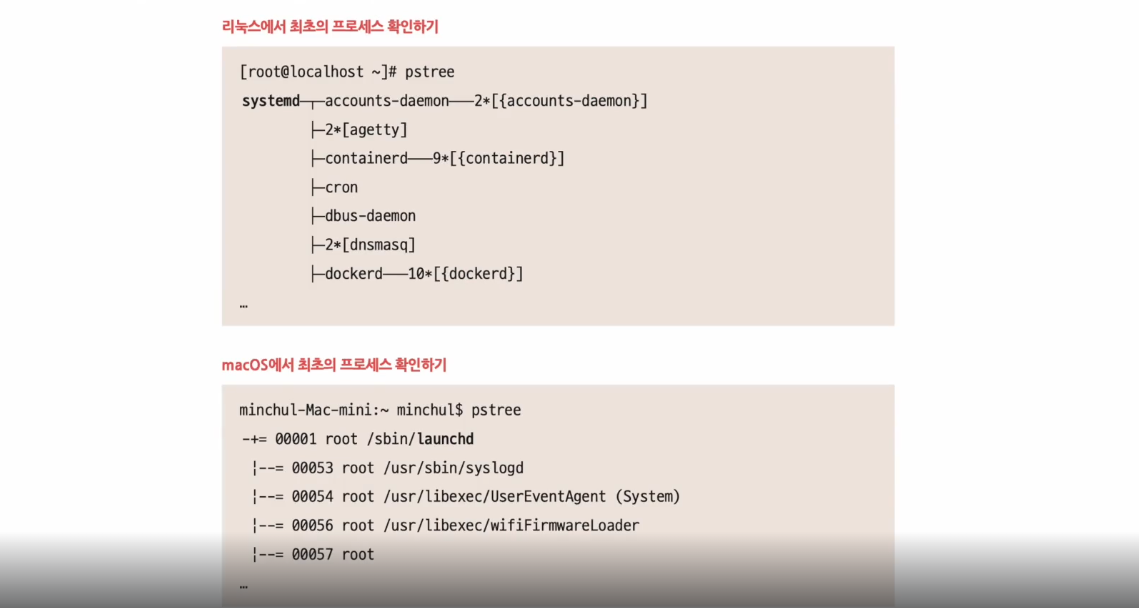 리눅스에서 최초의 프로세스 확인하기
[root@localhost ~]# pstree
systemd─┬─accounts-daemon───2*[{accounts-daemon}]
├─2*[agetty]
├─containerd───9*[{containerd}]
├─cron
├─dbus-daemon
├─2*[dnsmasq]
├─dockerd───10*[{dockerd}]
…
macOS에서 최초의 프로세스 확인하기
minchul-Mac-mini:~ minchul$ pstree
-+= 00001 root /sbin/launchd
¦--= 00053 root /usr/sbin/syslogd
¦--= 00054 root /usr/libexec/UserEventAgent (System)
¦--= 00056 root /usr/libexec/wifiFirmwareLoader
¦--= 00057 root
…